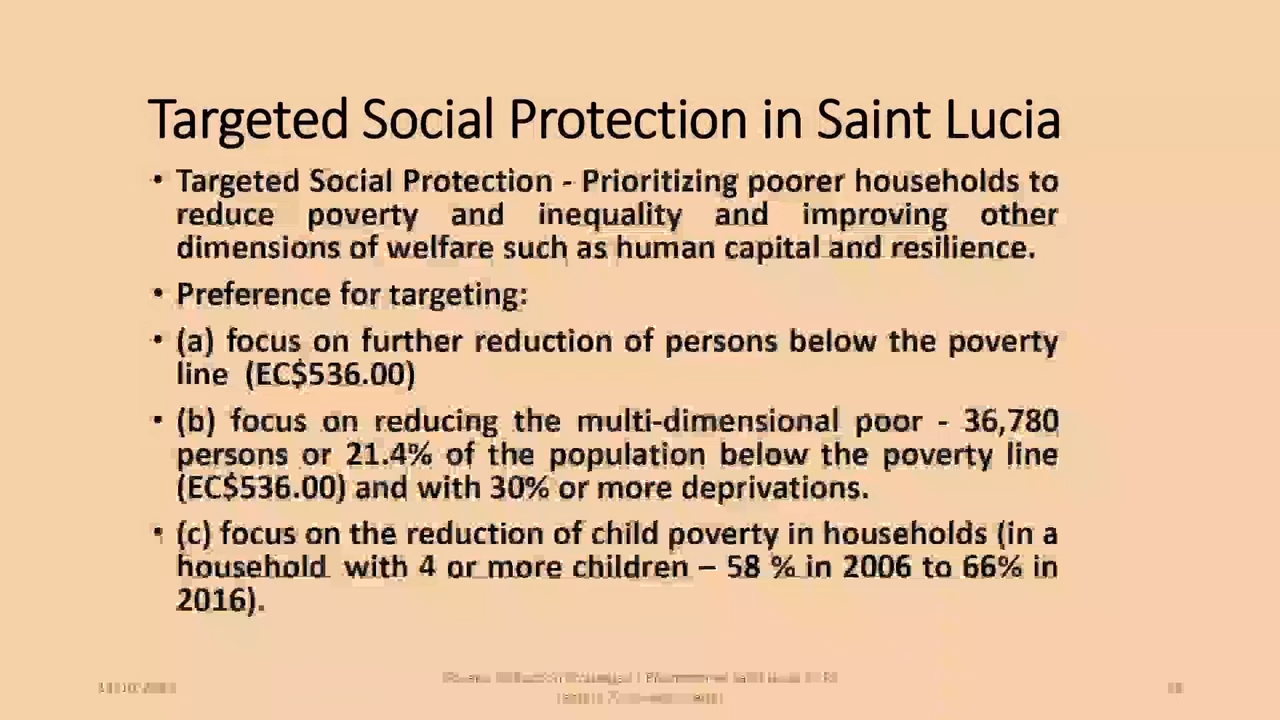 Targeted Social Protection in Saint Lucia
• Targeted Social Protection - Prioritizing poorer households to
reduce poverty and inequality and improving other
dimensions of welfare such as human capital and resilience.
• Preference for targeting:
• (a) focus on further reduction of persons below the poverty
line (EC$536.00)
• (b) focus on reducing the multi-dimensional poor - 36,780
persons or 21.4% of the population below the poverty line
(EC$536.00) and with 30% or more deprivations.
• (c) focus on the reduction of child poverty in households (in a
household with 4 or more children – 58 % in 2006 to 66% in
2016).